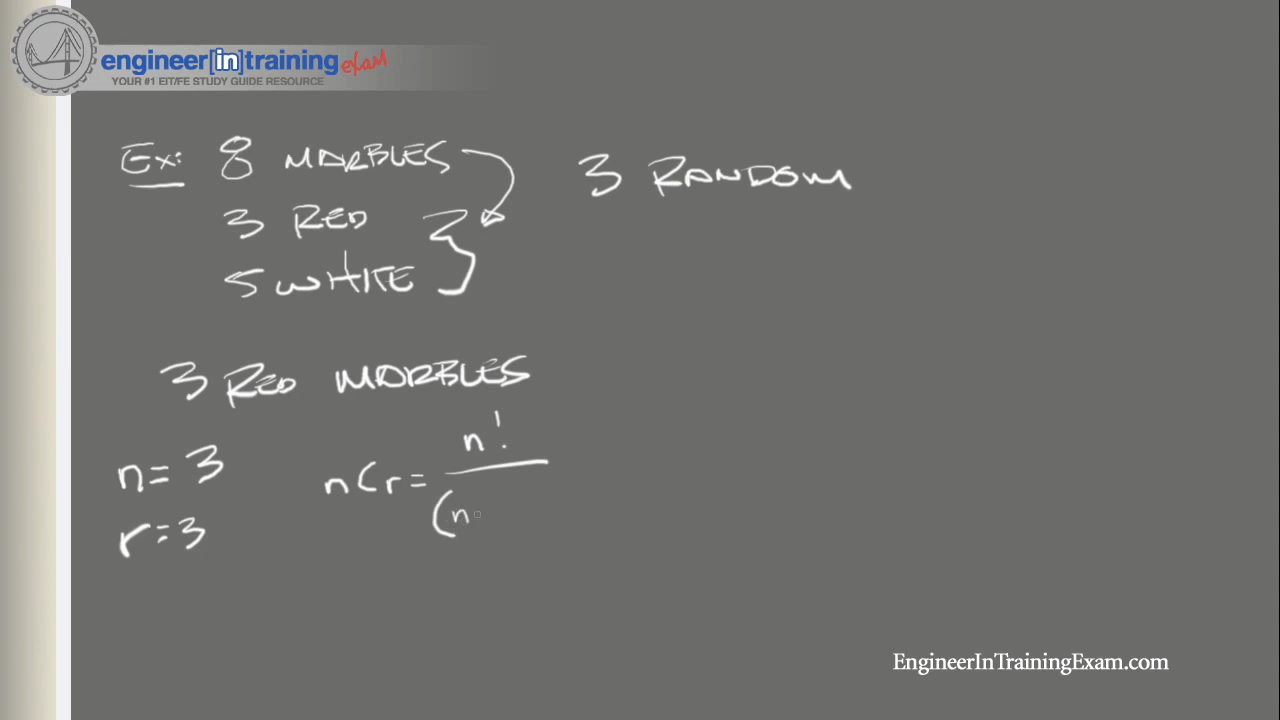 engineer[in]training exam
YOUR #1 EIT/FE STUDY GUIDE RESOURCE
Ex: 8 MARBLES
3 RED
5 WHITE
3 RANDOM
3 RED MARBLES
n = 3
r = 3
nCr = n!
(n
EngineerInTrainingExam.com